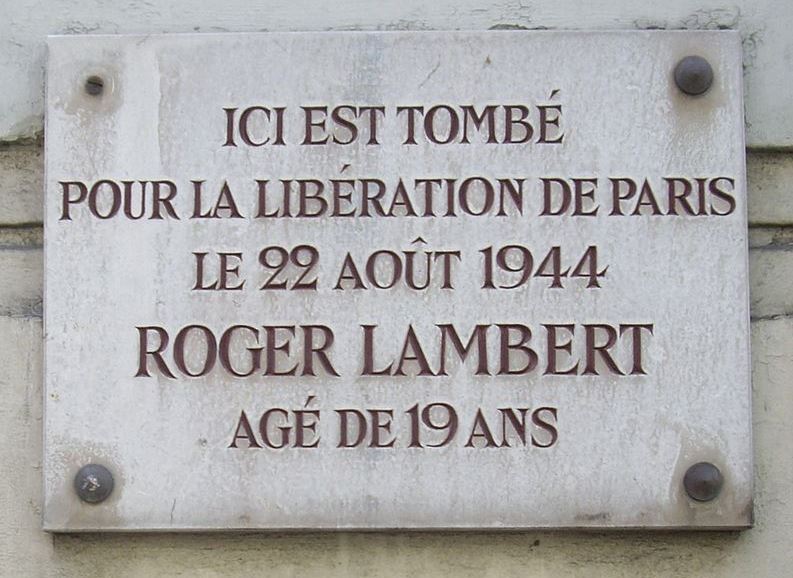 ICI EST TOMBÉ
POUR LA LIBÉRATION DE PARIS
LE 22 AOÛT 1944
ROGER LAMBERT
AGÉ DE 19 ANS